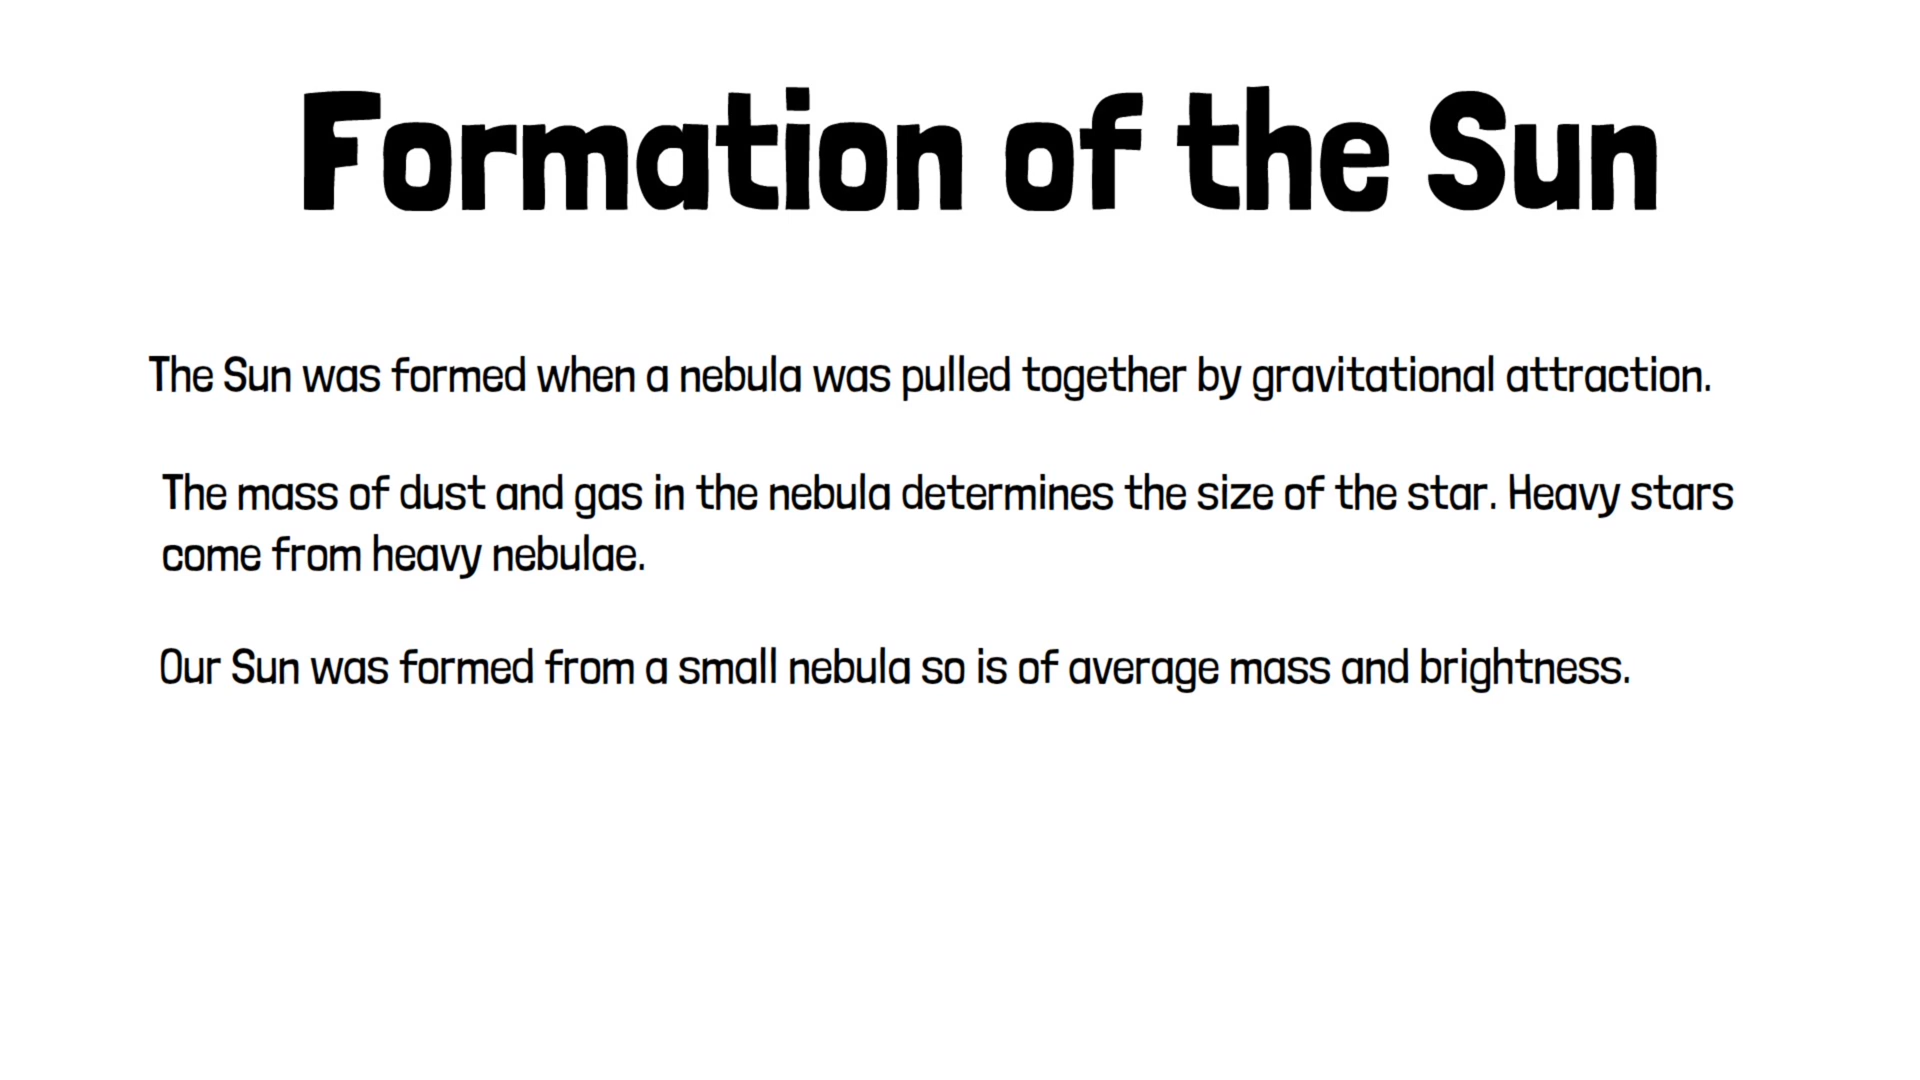 Formation of the Sun
The Sun was formed when a nebula was pulled together by gravitational attraction.
The mass of dust and gas in the nebula determines the size of the star. Heavy stars
come from heavy nebulae.
Our Sun was formed from a small nebula so is of average mass and brightness.